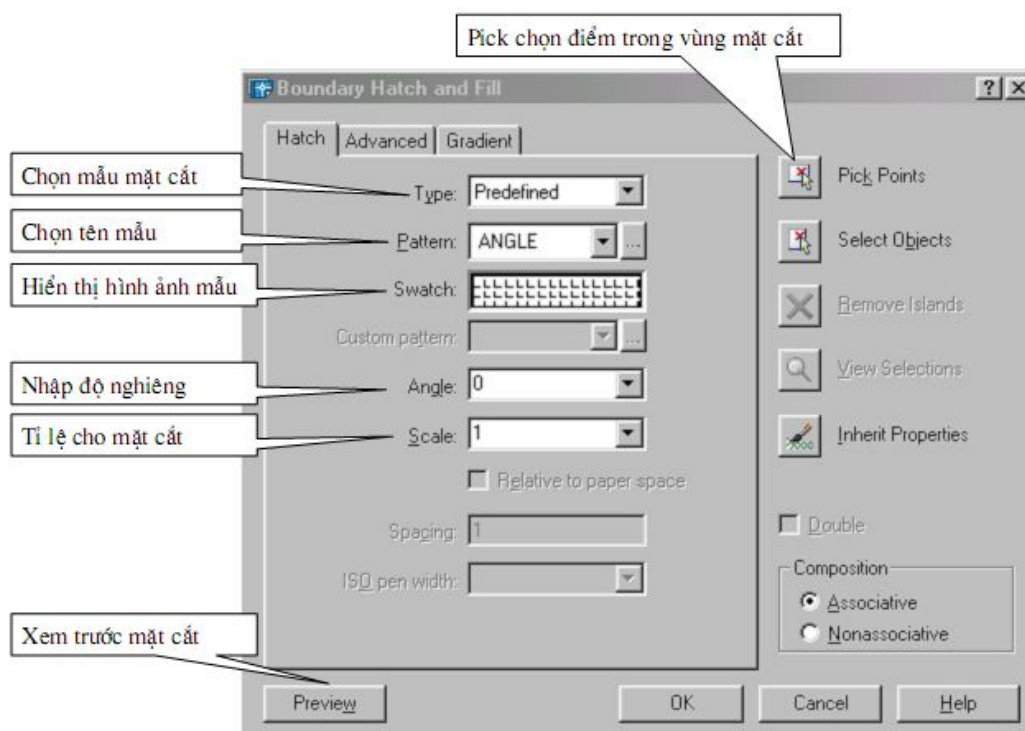 Pick chọn điểm trong vùng mặt cắt
Boundary Hatch and Fill
Hatch Advanced Gradient
Chọn mẫu mặt cắt
Type: Predefined
Pick Points
Chọn tên mẫu
Pattern: ANGLE ...
Select Objects
Hiển thị hình ảnh mẫu
Swatch:
Remove Islands
Custom pattern: ...
View Selections
Nhập độ nghiêng
Angle: 0
Tỉ lệ cho mặt cắt
Scale: 1
Inherit Properties
Relative to paper space
Spacing: 1
Double
ISO pen width:
Composition
Associative
Nonassociative
Xem trước mặt cắt
Preview OK Cancel Help